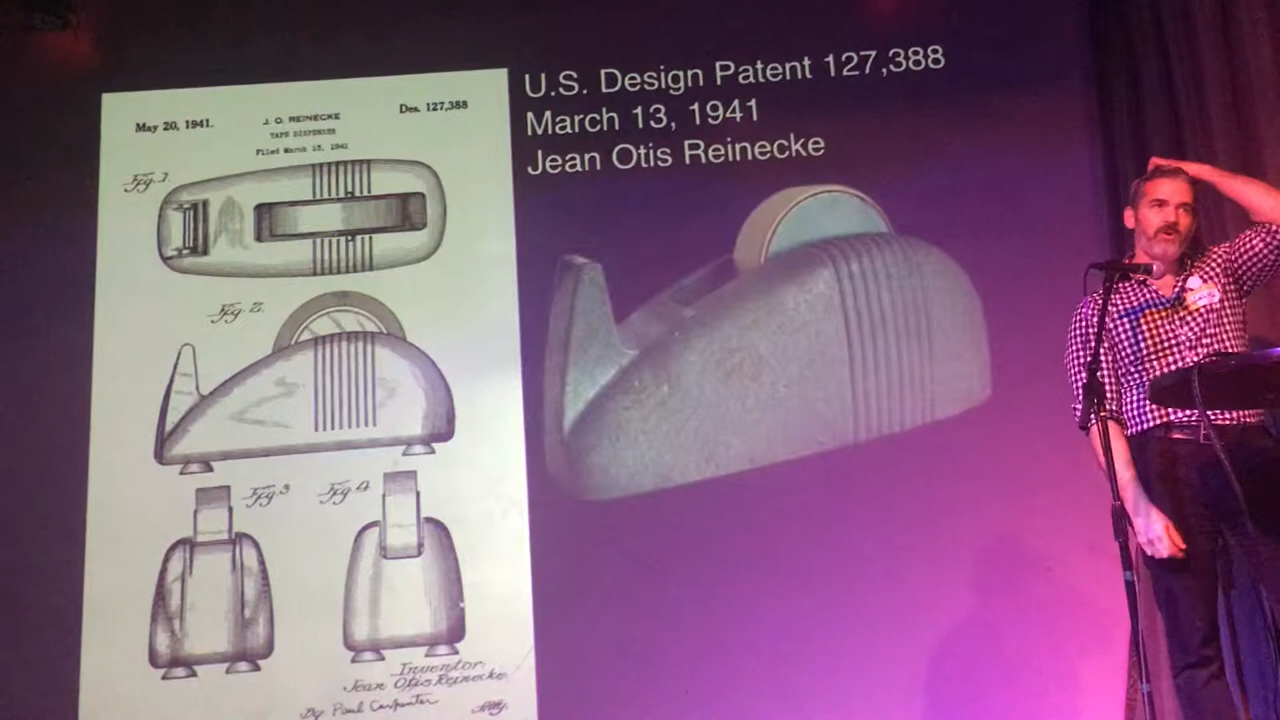 May 20, 1941.
J. O. REINECKE
Des. 127,388
TAPE DISPENSER
Filed March 13, 1941
Fig. 1.
Fig. 2.
Fig. 3
Fig. 4
Inventor:
Jean Otis Reinecke.
By Paul Carpenter
Atty.
U.S. Design Patent 127,388
March 13, 1941
Jean Otis Reinecke